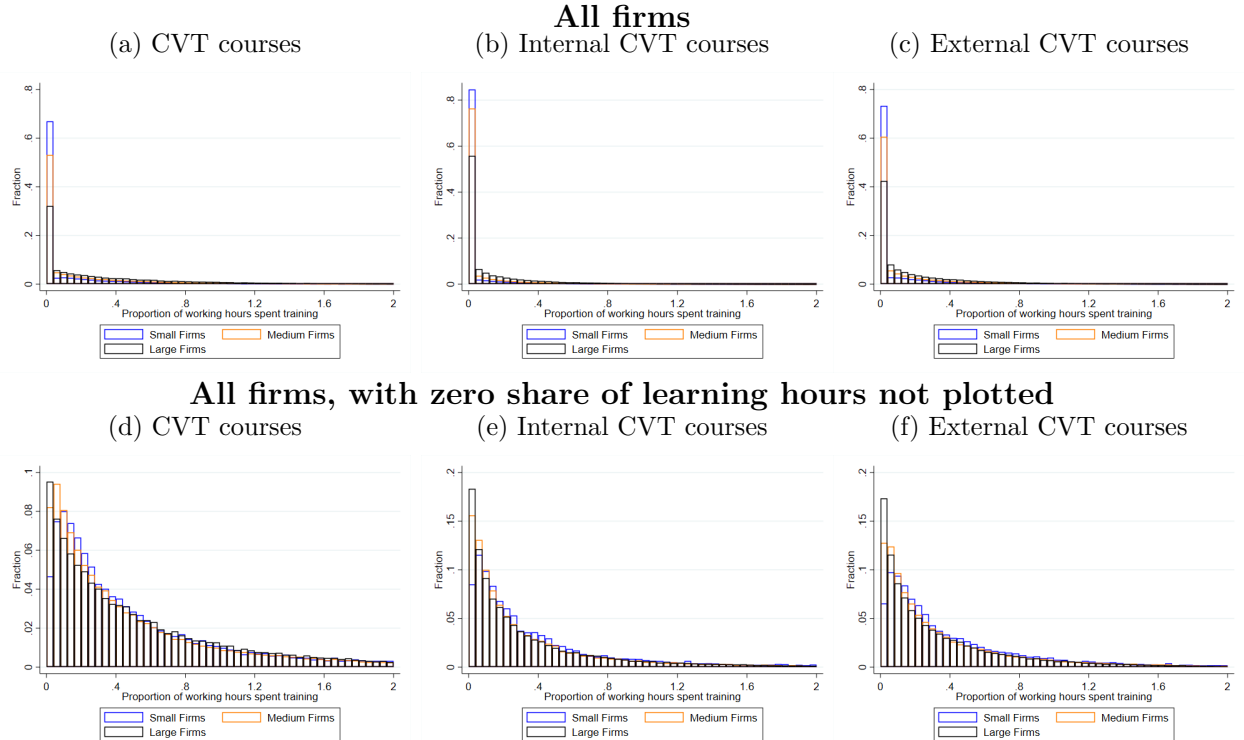 All firms
(a) CVT courses
(b) Internal CVT courses
(c) External CVT courses
Fraction
.8
.6
.4
.2
0
0 .4 .8 1.2 1.6 2
Proportion of working hours spent training
Small Firms Medium Firms
Large Firms
Fraction
.8
.6
.4
.2
0
0 .4 .8 1.2 1.6 2
Proportion of working hours spent training
Small Firms Medium Firms
Large Firms
Fraction
.8
.6
.4
.2
0
0 .4 .8 1.2 1.6 2
Proportion of working hours spent training
Small Firms Medium Firms
Large Firms
All firms, with zero share of learning hours not plotted
(d) CVT courses
(e) Internal CVT courses
(f) External CVT courses
Fraction
.1
.08
.06
.04
.02
0
0 .4 .8 1.2 1.6 2
Proportion of working hours spent training
Small Firms Medium Firms
Large Firms
Fraction
.2
.15
.1
.05
0
0 .4 .8 1.2 1.6 2
Proportion of working hours spent training
Small Firms Medium Firms
Large Firms
Fraction
.2
.15
.1
.05
0
0 .4 .8 1.2 1.6 2
Proportion of working hours spent training
Small Firms Medium Firms
Large Firms